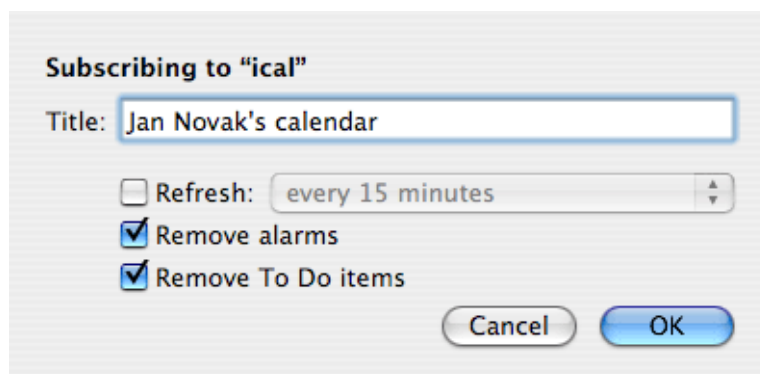 Subscribing to “ical”
Title: Jan Novak's calendar
Refresh: every 15 minutes
Remove alarms
Remove To Do items
Cancel OK